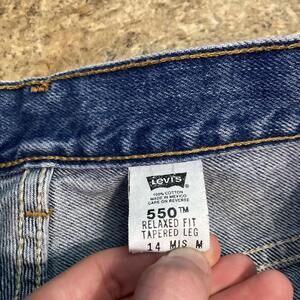 Levi's ®
100% COTTON
MADE IN MEXICO
CARE ON REVERSE
550™
RELAXED FIT
TAPERED LEG
14 MIS M